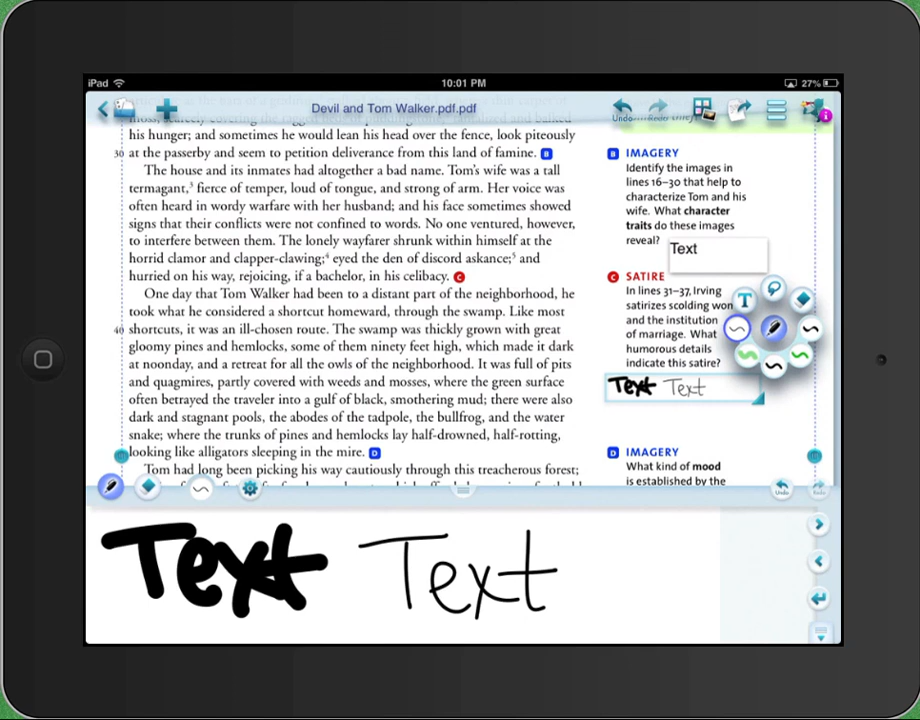 iPad
10:01 PM
27%
Devil and Tom Walker.pdf.pdf
Undo
his hunger; and sometimes he would lean his head over the fence, look piteously
30 at the passerby and seem to petition deliverance from this land of famine. B
The house and its inmates had altogether a bad name. Tom's wife was a tall
termagant,³ fierce of temper, loud of tongue, and strong of arm. Her voice was
often heard in wordy warfare with her husband; and his face sometimes showed
signs that their conflicts were not confined to words. No one ventured, however,
to interfere between them. The lonely wayfarer shrunk within himself at the
horrid clamor and clapper-clawing;⁴ eyed the den of discord askance;⁵ and
hurried on his way, rejoicing, if a bachelor, in his celibacy. C
One day that Tom Walker had been to a distant part of the neighborhood, he
took what he considered a shortcut homeward, through the swamp. Like most
40 shortcuts, it was an ill-chosen route. The swamp was thickly grown with great
gloomy pines and hemlocks, some of them ninety feet high, which made it dark
at noonday, and a retreat for all the owls of the neighborhood. It was full of pits
and quagmires, partly covered with weeds and mosses, where the green surface
often betrayed the traveler into a gulf of black, smothering mud; there were also
dark and stagnant pools, the abodes of the tadpole, the bullfrog, and the water
snake; where the trunks of pines and hemlocks lay half-drowned, half-rotting,
looking like alligators sleeping in the mire. D
Tom had long been picking his way cautiously through this treacherous forest;
B IMAGERY
Identify the images in
lines 16–30 that help to
characterize Tom and his
wife. What character
traits do these images
reveal?
Text
C SATIRE
In lines 31–37, Irving
satirizes scolding wom
and the institution
of marriage. What
humorous details
indicate this satire?
Text Text
D IMAGERY
What kind of mood
is established by the
T
Undo
Redo
Text Text